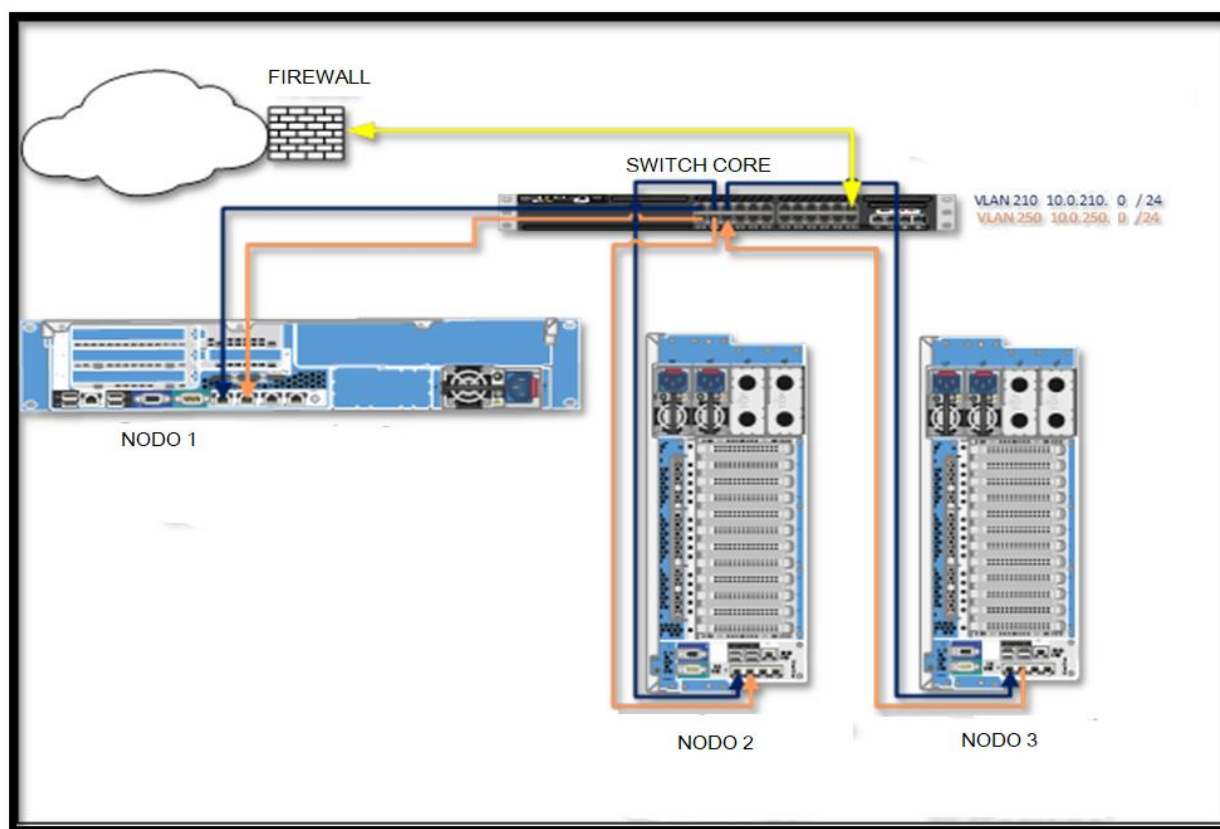 FIREWALL
SWITCH CORE
VLAN 210 10.0.210. 0 / 24
VLAN 250 10.0.250. 0 /24
NODO 1
NODO 2
NODO 3